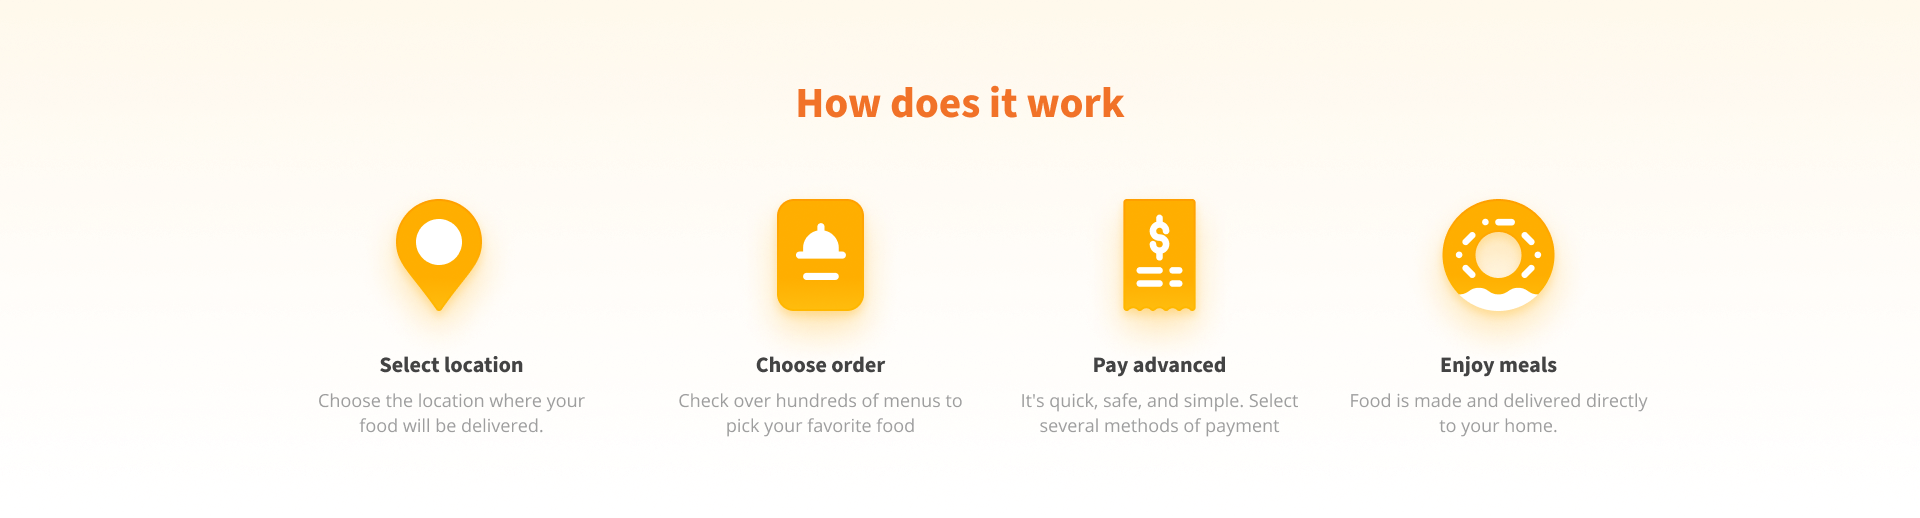 How does it work
Select location
Choose the location where your
food will be delivered.
Choose order
Check over hundreds of menus to
pick your favorite food
$
Pay advanced
It's quick, safe, and simple. Select
several methods of payment
Enjoy meals
Food is made and delivered directly
to your home.